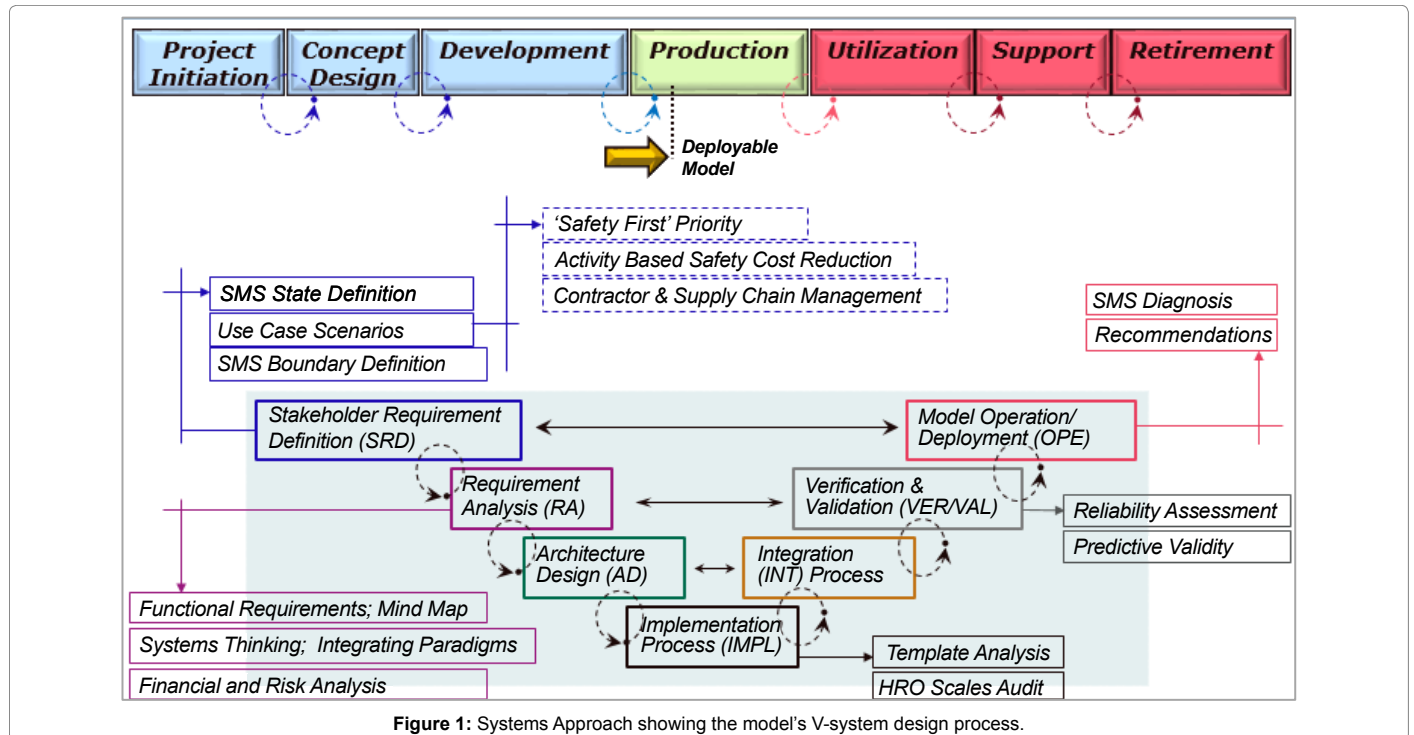 Project
Initiation
Concept
Design
Development
Production
Utilization
Support
Retirement
Deployable
Model
‘Safety First’ Priority
Activity Based Safety Cost Reduction
Contractor & Supply Chain Management
SMS State Definition
Use Case Scenarios
SMS Boundary Definition
SMS Diagnosis
Recommendations
Stakeholder Requirement
Definition (SRD)
Model Operation/
Deployment (OPE)
Requirement
Analysis (RA)
Verification &
Validation (VER/VAL)
Reliability Assessment
Predictive Validity
Architecture
Design (AD)
Integration
(INT) Process
Functional Requirements; Mind Map
Systems Thinking; Integrating Paradigms
Financial and Risk Analysis
Implementation
Process (IMPL)
Template Analysis
HRO Scales Audit
Figure 1: Systems Approach showing the model’s V-system design process.